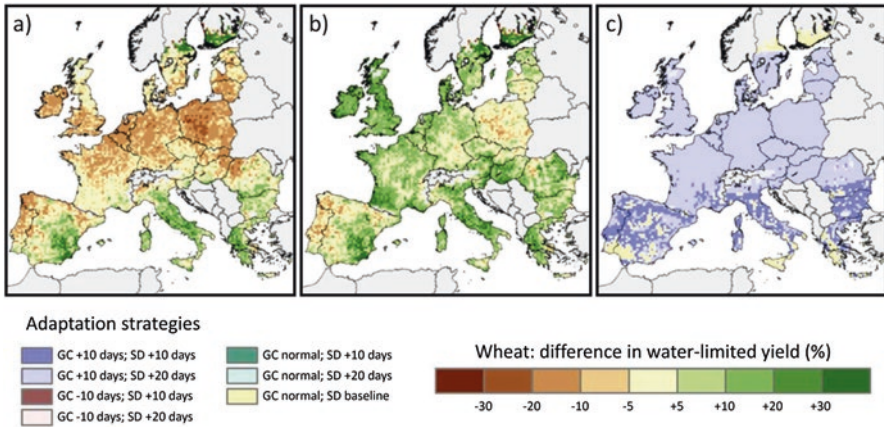 a)
b)
c)
Adaptation strategies
GC +10 days; SD +10 days
GC +10 days; SD +20 days
GC -10 days; SD +10 days
GC -10 days; SD +20 days
GC normal; SD +10 days
GC normal; SD +20 days
GC normal; SD baseline
Wheat: difference in water-limited yield (%)
-30 -20 -10 -5 +5 +10 +20 +30